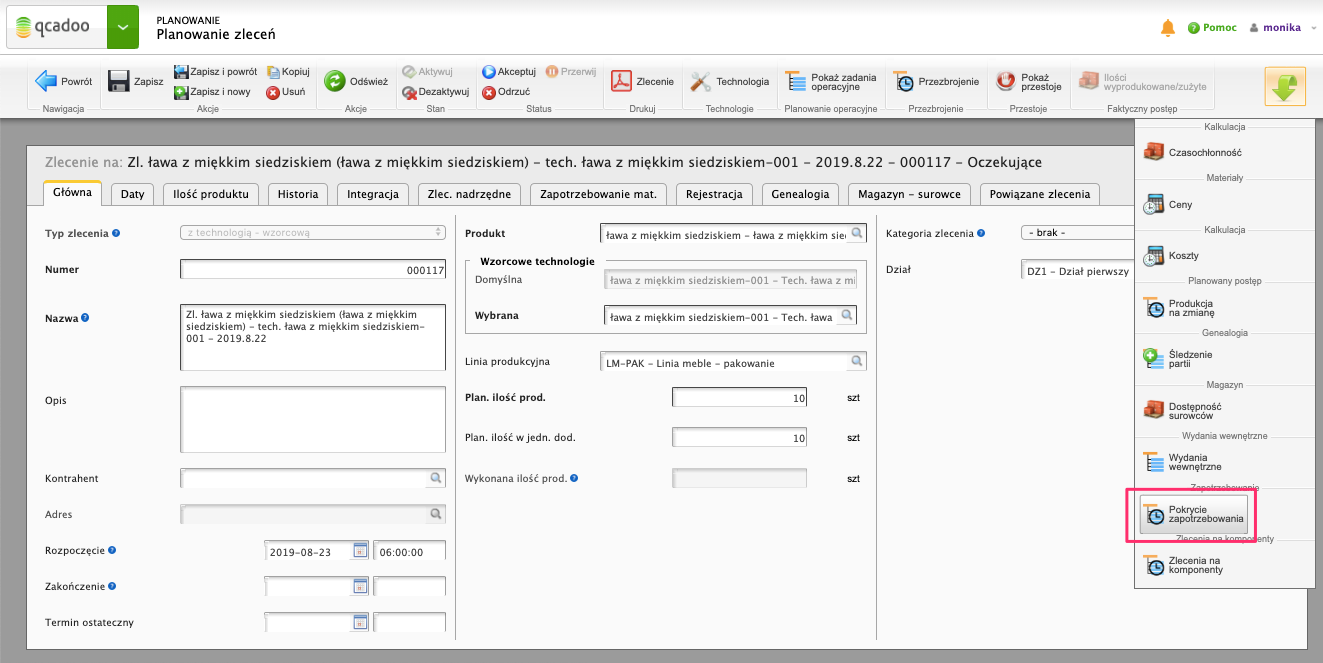 qcadoo
PLANOWANIE
Planowanie zleceń
Pomoc
monika
Powrót
Nawigacja
Zapisz
Zapisz i powrót
Zapisz i nowy
Kopiuj
Usuń
Akcje
Odśwież
Akcje
Aktywuj
Dezaktywuj
Stan
Akceptuj
Przerwij
Odrzuć
Status
Zlecenie
Drukuj
Technologia
Technologie
Pokaż zadania
operacyjne
Planowanie operacyjne
Przezbrojenie
Przezbrojenie
Pokaż
przestoje
Przestoje
Ilości
wyprodukowane/zużyte
Faktyczny postęp
Zlecenie na: Zl. ława z miękkim siedziskiem (ława z miękkim siedziskiem) - tech. ława z miękkim siedziskiem-001 - 2019.8.22 - 000117 - Oczekujące
Główna
Daty
Ilość produktu
Historia
Integracja
Zlec. nadrzędne
Zapotrzebowanie mat.
Rejestracja
Genealogia
Magazyn - surowce
Powiązane zlecenia
Typ zlecenia
z technologią - wzorcową
Numer
000117
Nazwa
Zl. ława z miękkim siedziskiem (ława z miękkim
siedziskiem) - tech. ława z miękkim siedziskiem-
001 - 2019.8.22
Opis
Kontrahent
Adres
Rozpoczęcie
2019-08-23
06:00:00
Zakończenie
Termin ostateczny
Produkt
ława z miękkim siedziskiem - ława z miękkim sie
Wzorcowe technologie
Domyślna
ława z miękkim siedziskiem-001 - Tech. ława z mi
Wybrana
ława z miękkim siedziskiem-001 - Tech. ława
Linia produkcyjna
LM-PAK - Linia meble - pakowanie
Plan. ilość prod.
10
szt
Plan. ilość w jedn. dod.
10
szt
Wykonana ilość prod.
szt
Kategoria zlecenia
- brak -
Dział
DZ1 - Dział pierwszy
Kalkulacja
Czasochłonność
Materiały
Ceny
Kalkulacja
Koszty
Planowany postęp
Produkcja
na zmianę
Genealogia
Śledzenie
partii
Magazyn
Dostępność
surowców
Wydania wewnętrzne
Wydania
wewnętrzne
Zapotrzebowanie
Pokrycie
zapotrzebowania
Zlecenia na komponenty
Zlecenia na
komponenty